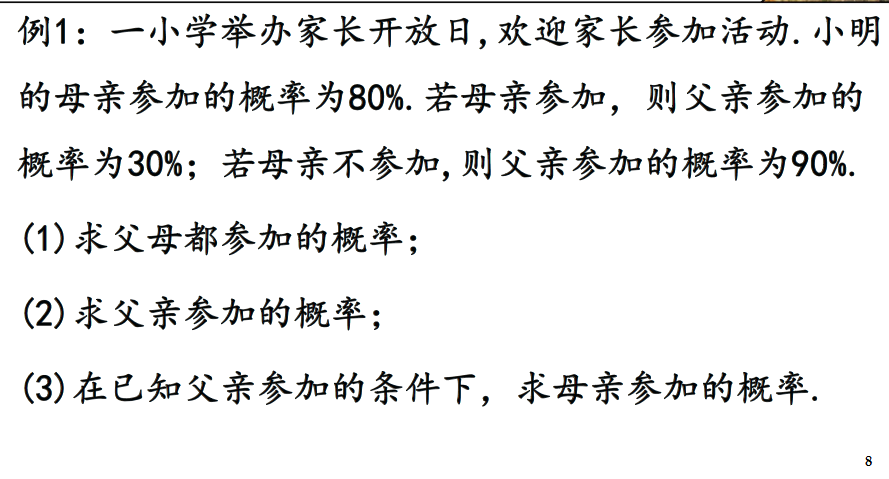 例1：一小学举办家长开放日,欢迎家长参加活动.小明
的母亲参加的概率为80%.若母亲参加，则父亲参加的
概率为30%；若母亲不参加,则父亲参加的概率为90%.
(1)求父母都参加的概率；
(2)求父亲参加的概率；
(3)在已知父亲参加的条件下，求母亲参加的概率.
8